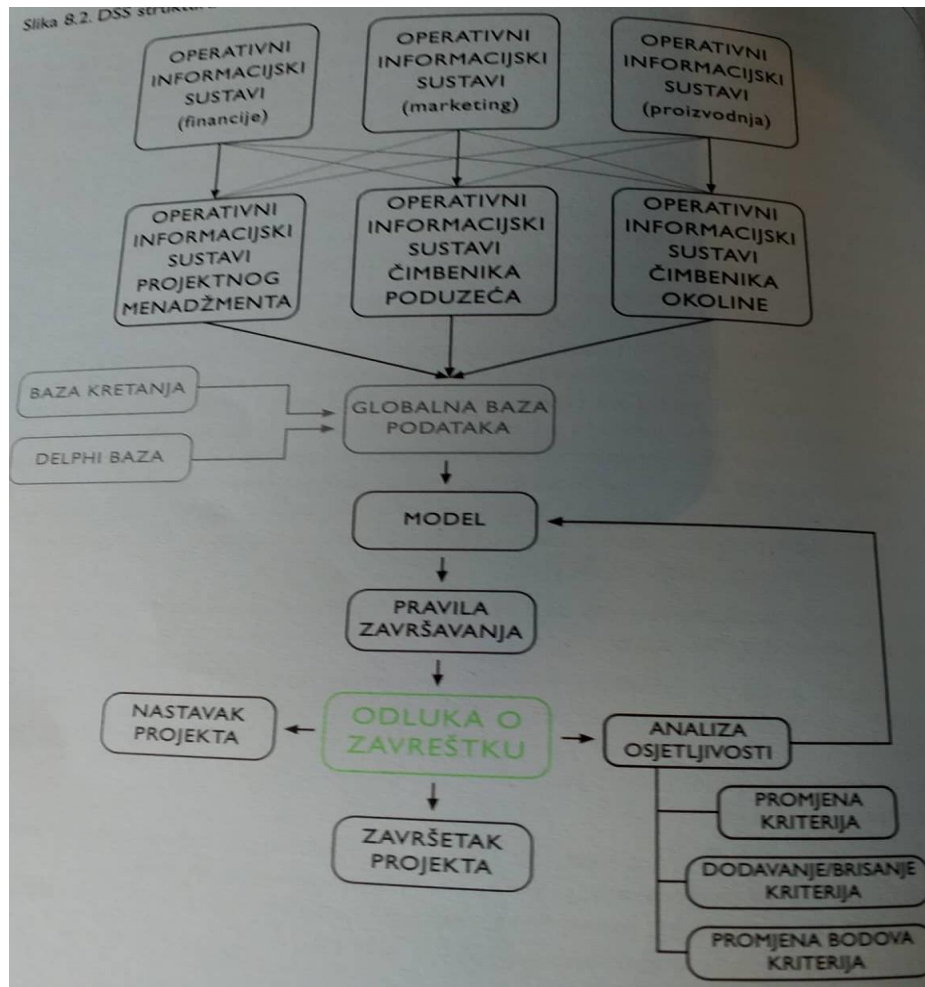 Slika 8.2. DSS
OPERATIVNI
INFORMACIJSKI
SUSTAVI
(financije)
OPERATIVNI
INFORMACIJSKI
SUSTAVI
(marketing)
OPERATIVNI
INFORMACIJSKI
SUSTAVI
(proizvodnja)
OPERATIVNI
INFORMACIJSKI
SUSTAVI
PROJEKTNOG
MENADŽMENTA
OPERATIVNI
INFORMACIJSKI
SUSTAVI
ČIMBENIKA
PODUZEĆA
OPERATIVNI
INFORMACIJSKI
SUSTAVI
ČIMBENIKA
OKOLINE
BAZA KRETANJA
DELPHI BAZA
GLOBALNA BAZA
PODATAKA
MODEL
PRAVILA
ZAVRŠAVANJA
NASTAVAK
PROJEKTA
ODLUKA O
ZAVREŠTKU
ANALIZA
OSJETLJIVOSTI
ZAVRŠETAK
PROJEKTA
PROMJENA
KRITERIJA
DODAVANJE/BRISANJE
KRITERIJA
PROMJENA BODOVA
KRITERIJA